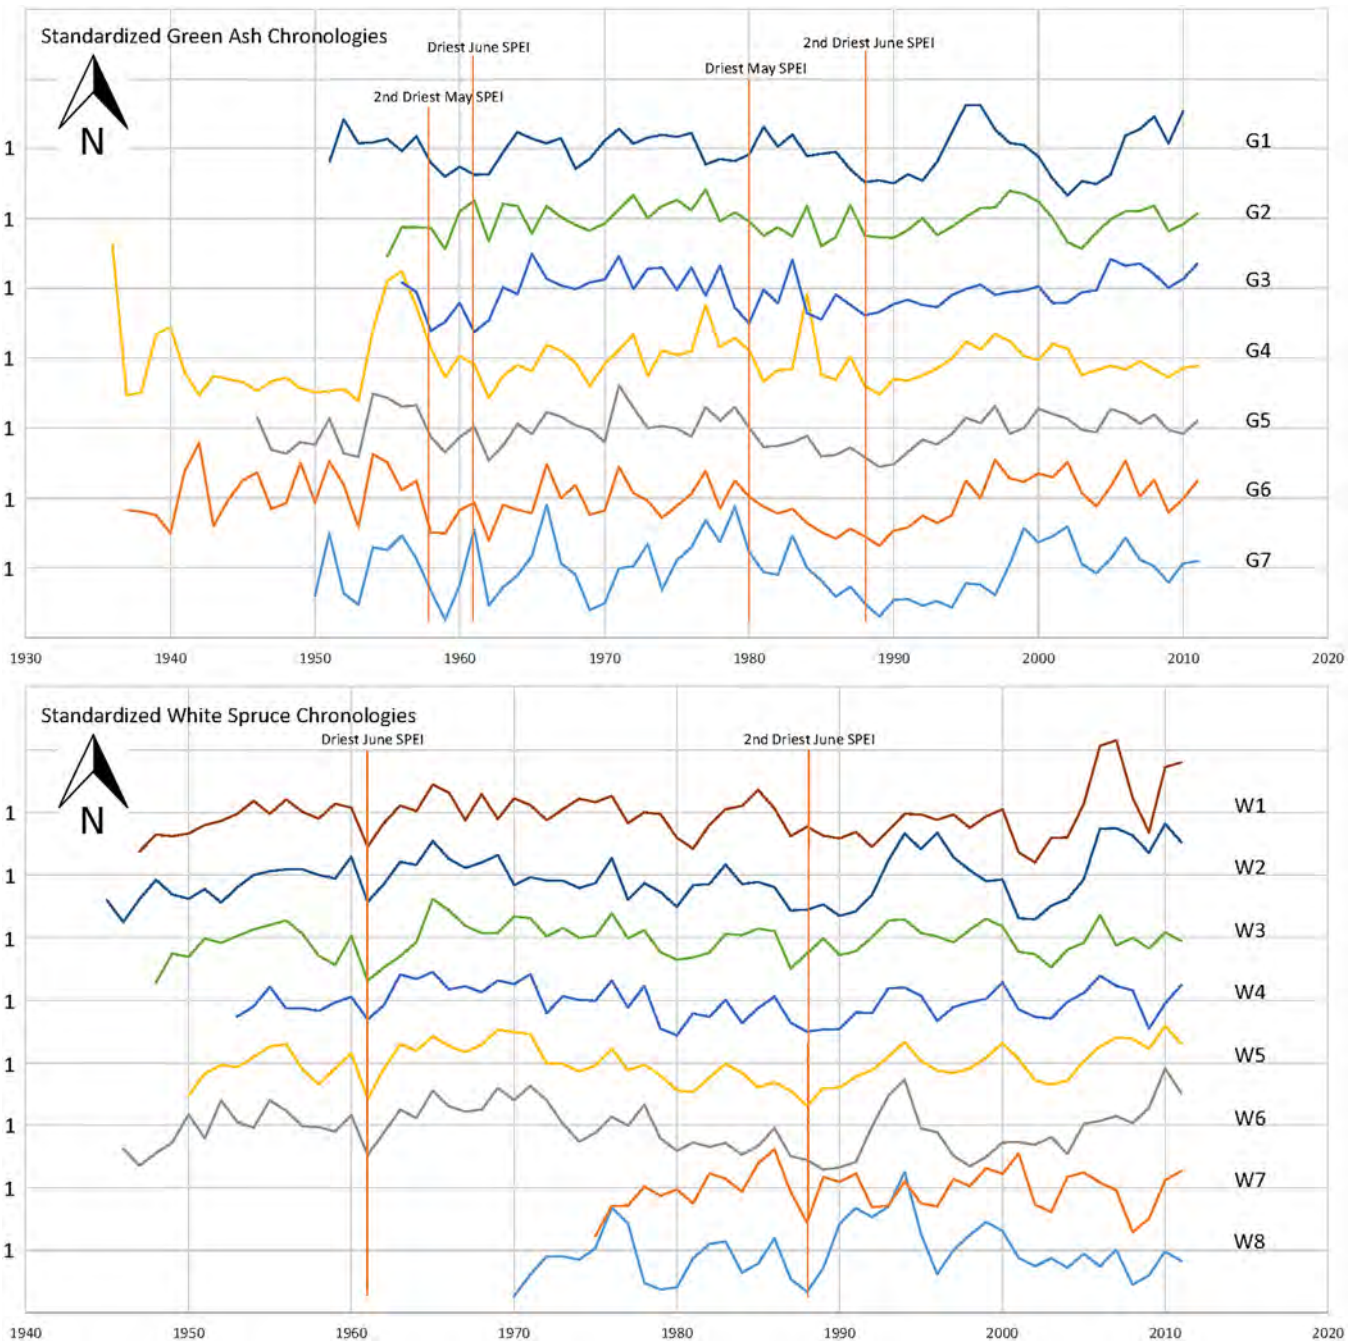 Standardized Green Ash Chronologies
2nd Driest June SPEI
Driest June SPEI
Driest May SPEI
2nd Driest May SPEI
N
1 G1
1 G2
1 G3
1 G4
1 G5
1 G6
1 G7
1930 1940 1950 1960 1970 1980 1990 2000 2010 2020
Standardized White Spruce Chronologies
Driest June SPEI 2nd Driest June SPEI
N
1 W1
1 W2
1 W3
1 W4
1 W5
1 W6
1 W7
1 W8
1940 1950 1960 1970 1980 1990 2000 2010 2020